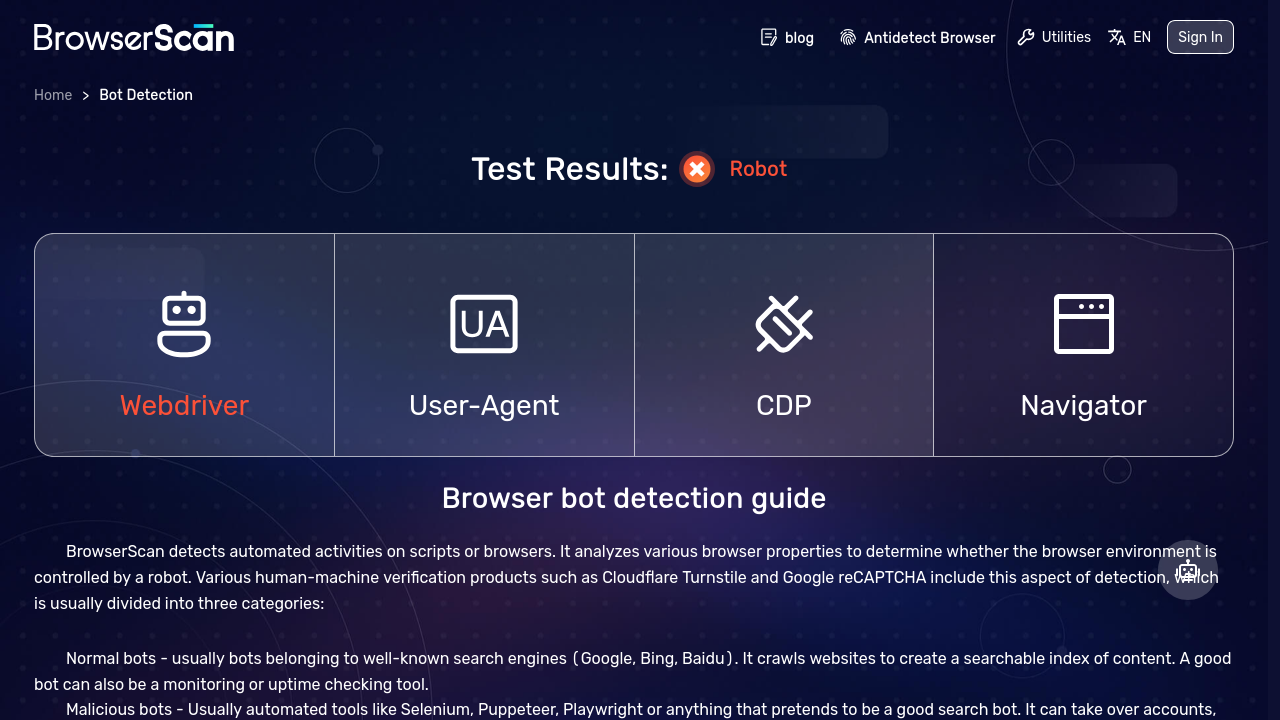 BrowserScan
blog
Antidetect Browser
Utilities
EN
Sign In
Home > Bot Detection
Test Results: Robot
UA
Webdriver
User-Agent
CDP
Navigator
Browser bot detection guide
BrowserScan detects automated activities on scripts or browsers. It analyzes various browser properties to determine whether the browser environment is
controlled by a robot. Various human-machine verification products such as Cloudflare Turnstile and Google reCAPTCHA include this aspect of detection, which
is usually divided into three categories:
Normal bots - usually bots belonging to well-known search engines (Google, Bing, Baidu). It crawls websites to create a searchable index of content. A good
bot can also be a monitoring or uptime checking tool.
Malicious bots - Usually automated tools like Selenium, Puppeteer, Playwright or anything that pretends to be a good search bot. It can take over accounts,